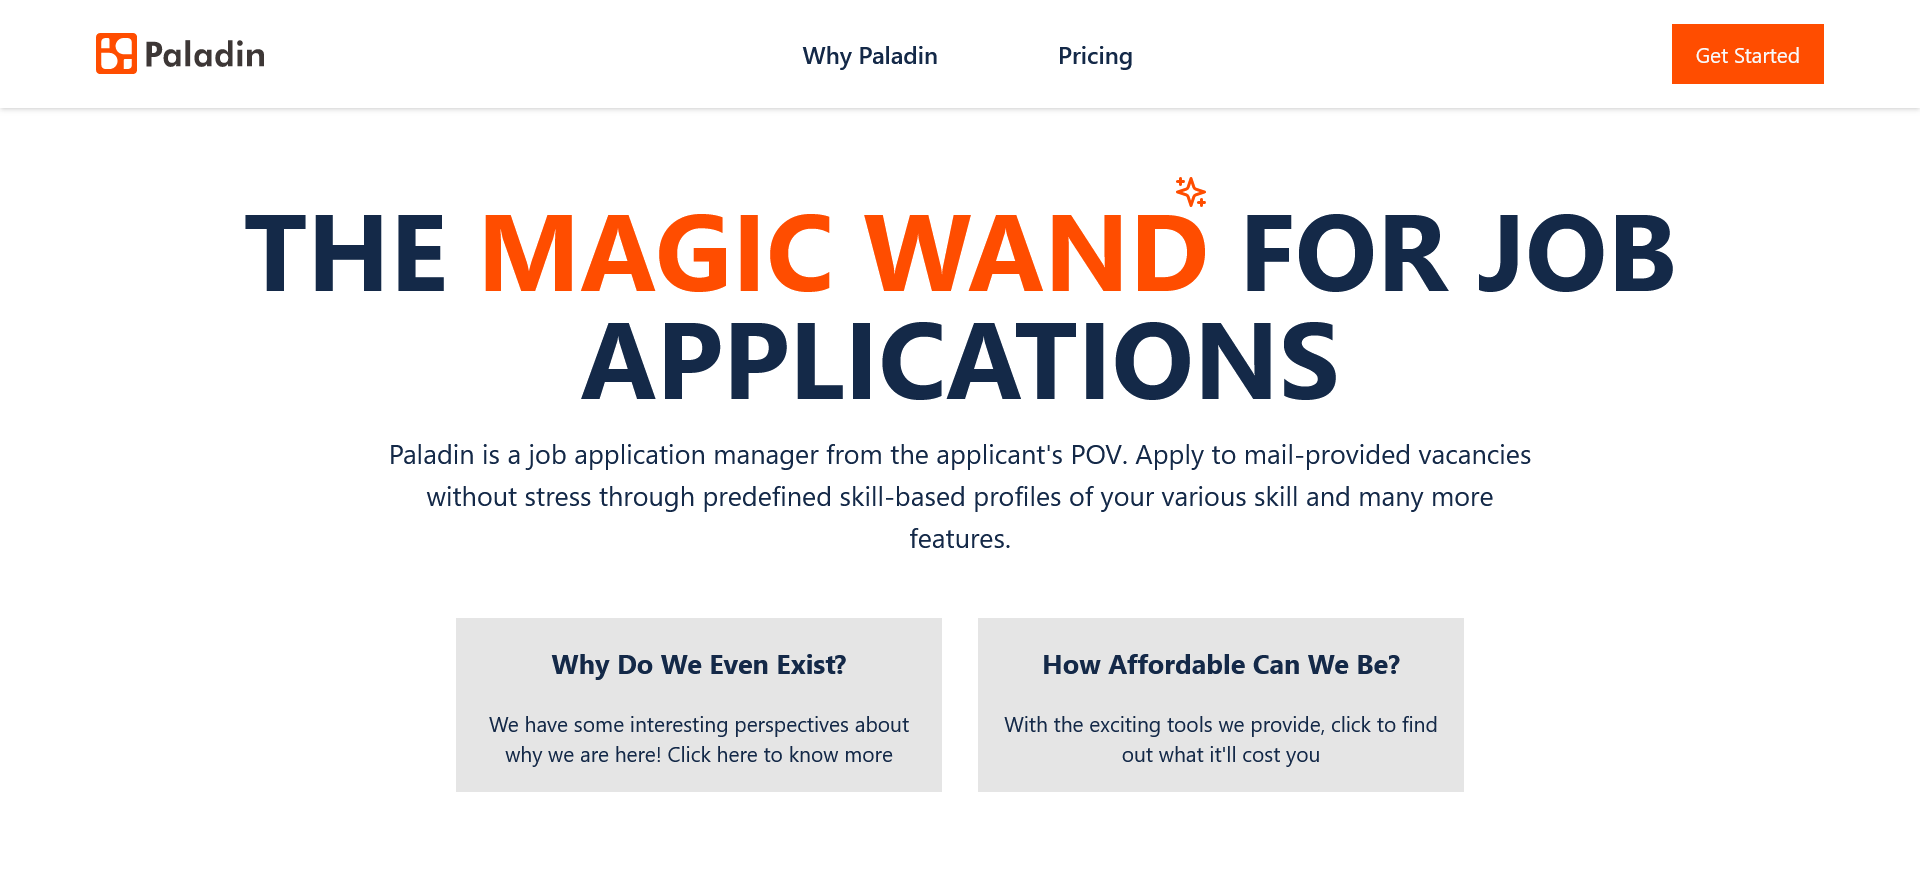 Paladin
Why Paladin
Pricing
Get Started
THE MAGIC WAND FOR JOB
APPLICATIONS
Paladin is a job application manager from the applicant's POV. Apply to mail-provided vacancies
without stress through predefined skill-based profiles of your various skill and many more
features.
Why Do We Even Exist?
We have some interesting perspectives about
why we are here! Click here to know more
How Affordable Can We Be?
With the exciting tools we provide, click to find
out what it'll cost you